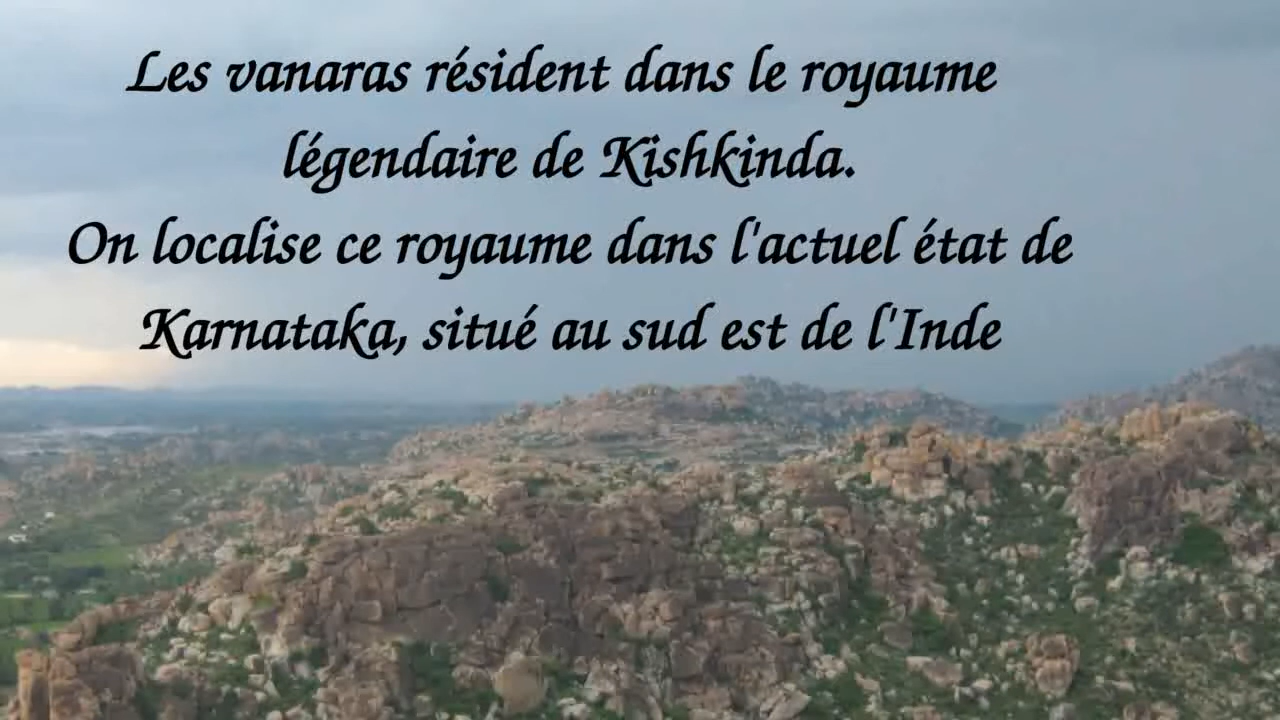 Les vanaras résident dans le royaume
légendaire de Kishkinda.
On localise ce royaume dans l'actuel état de
Karnataka, situé au sud est de l'Inde